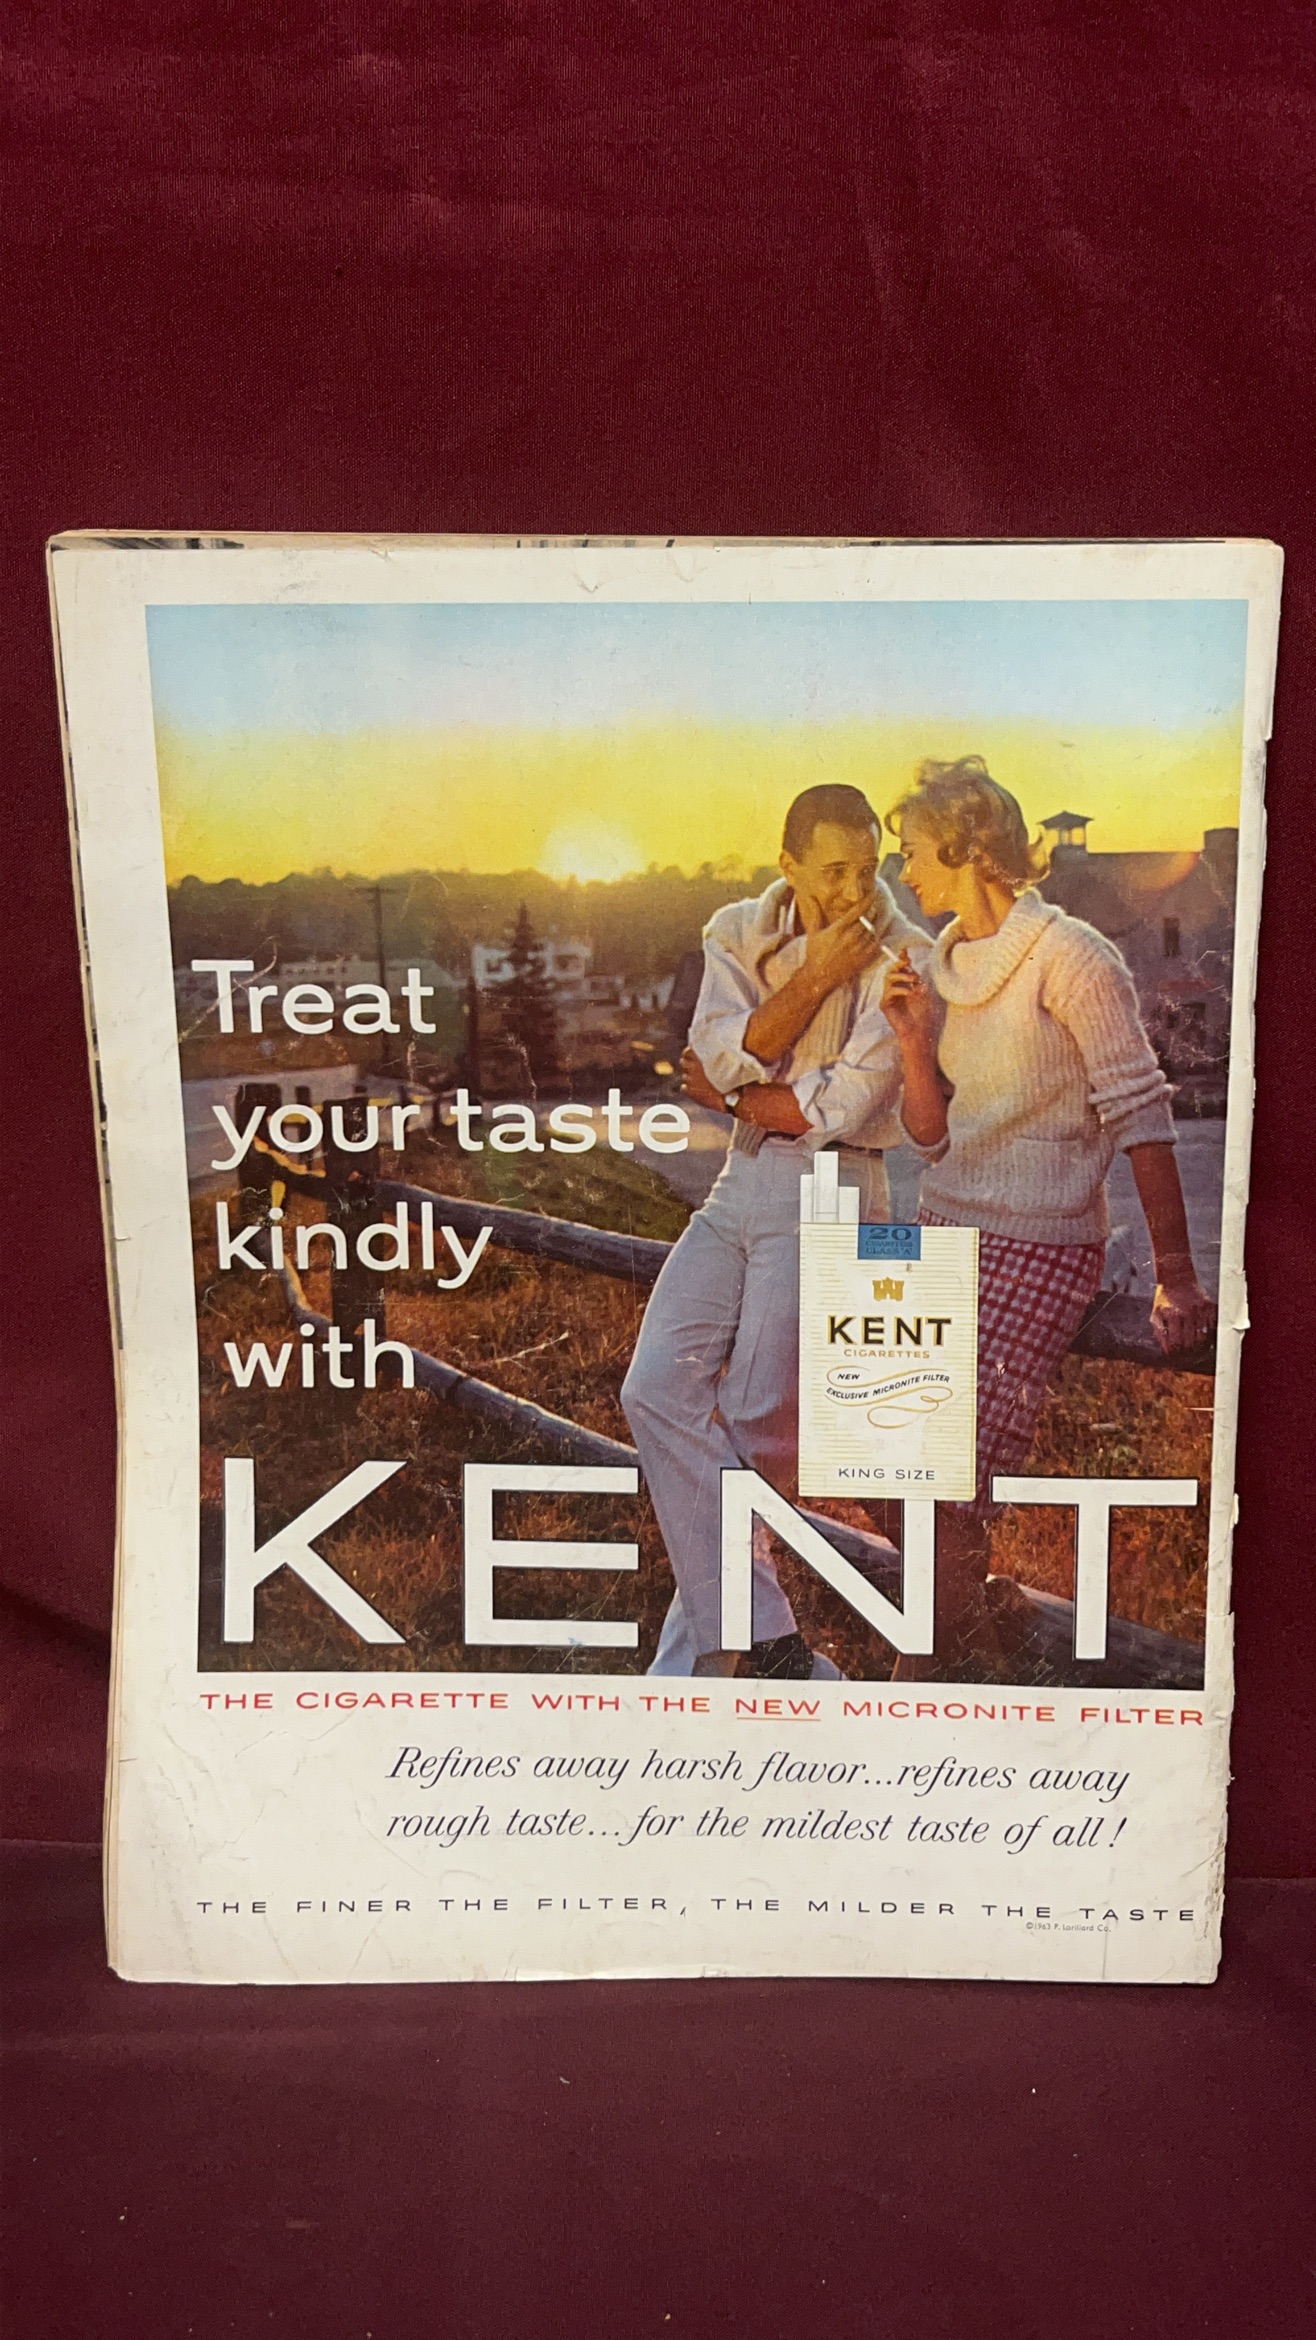 Treat
your taste
kindly
with
20
CIGARETTES
CLASS A
KENT
CIGARETTES
NEW
EXCLUSIVE MICRONITE FILTER
KING SIZE
KENT
THE CIGARETTE WITH THE NEW MICRONITE FILTER
Refines away harsh flavor...refines away
rough taste...for the mildest taste of all!
THE FINER THE FILTER, THE MILDER THE TASTE
©1963 P. Lorillard Co.